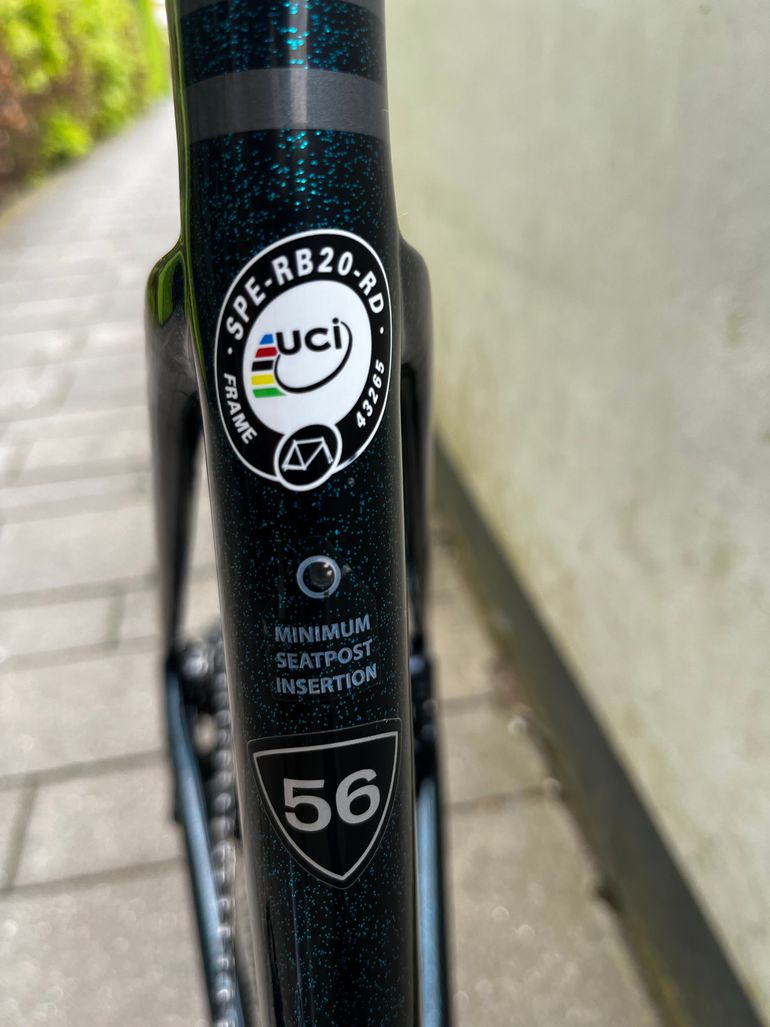 · SPE-RB20-RD ·
uci
FRAME
43265
MINIMUM
SEATPOST
INSERTION
56